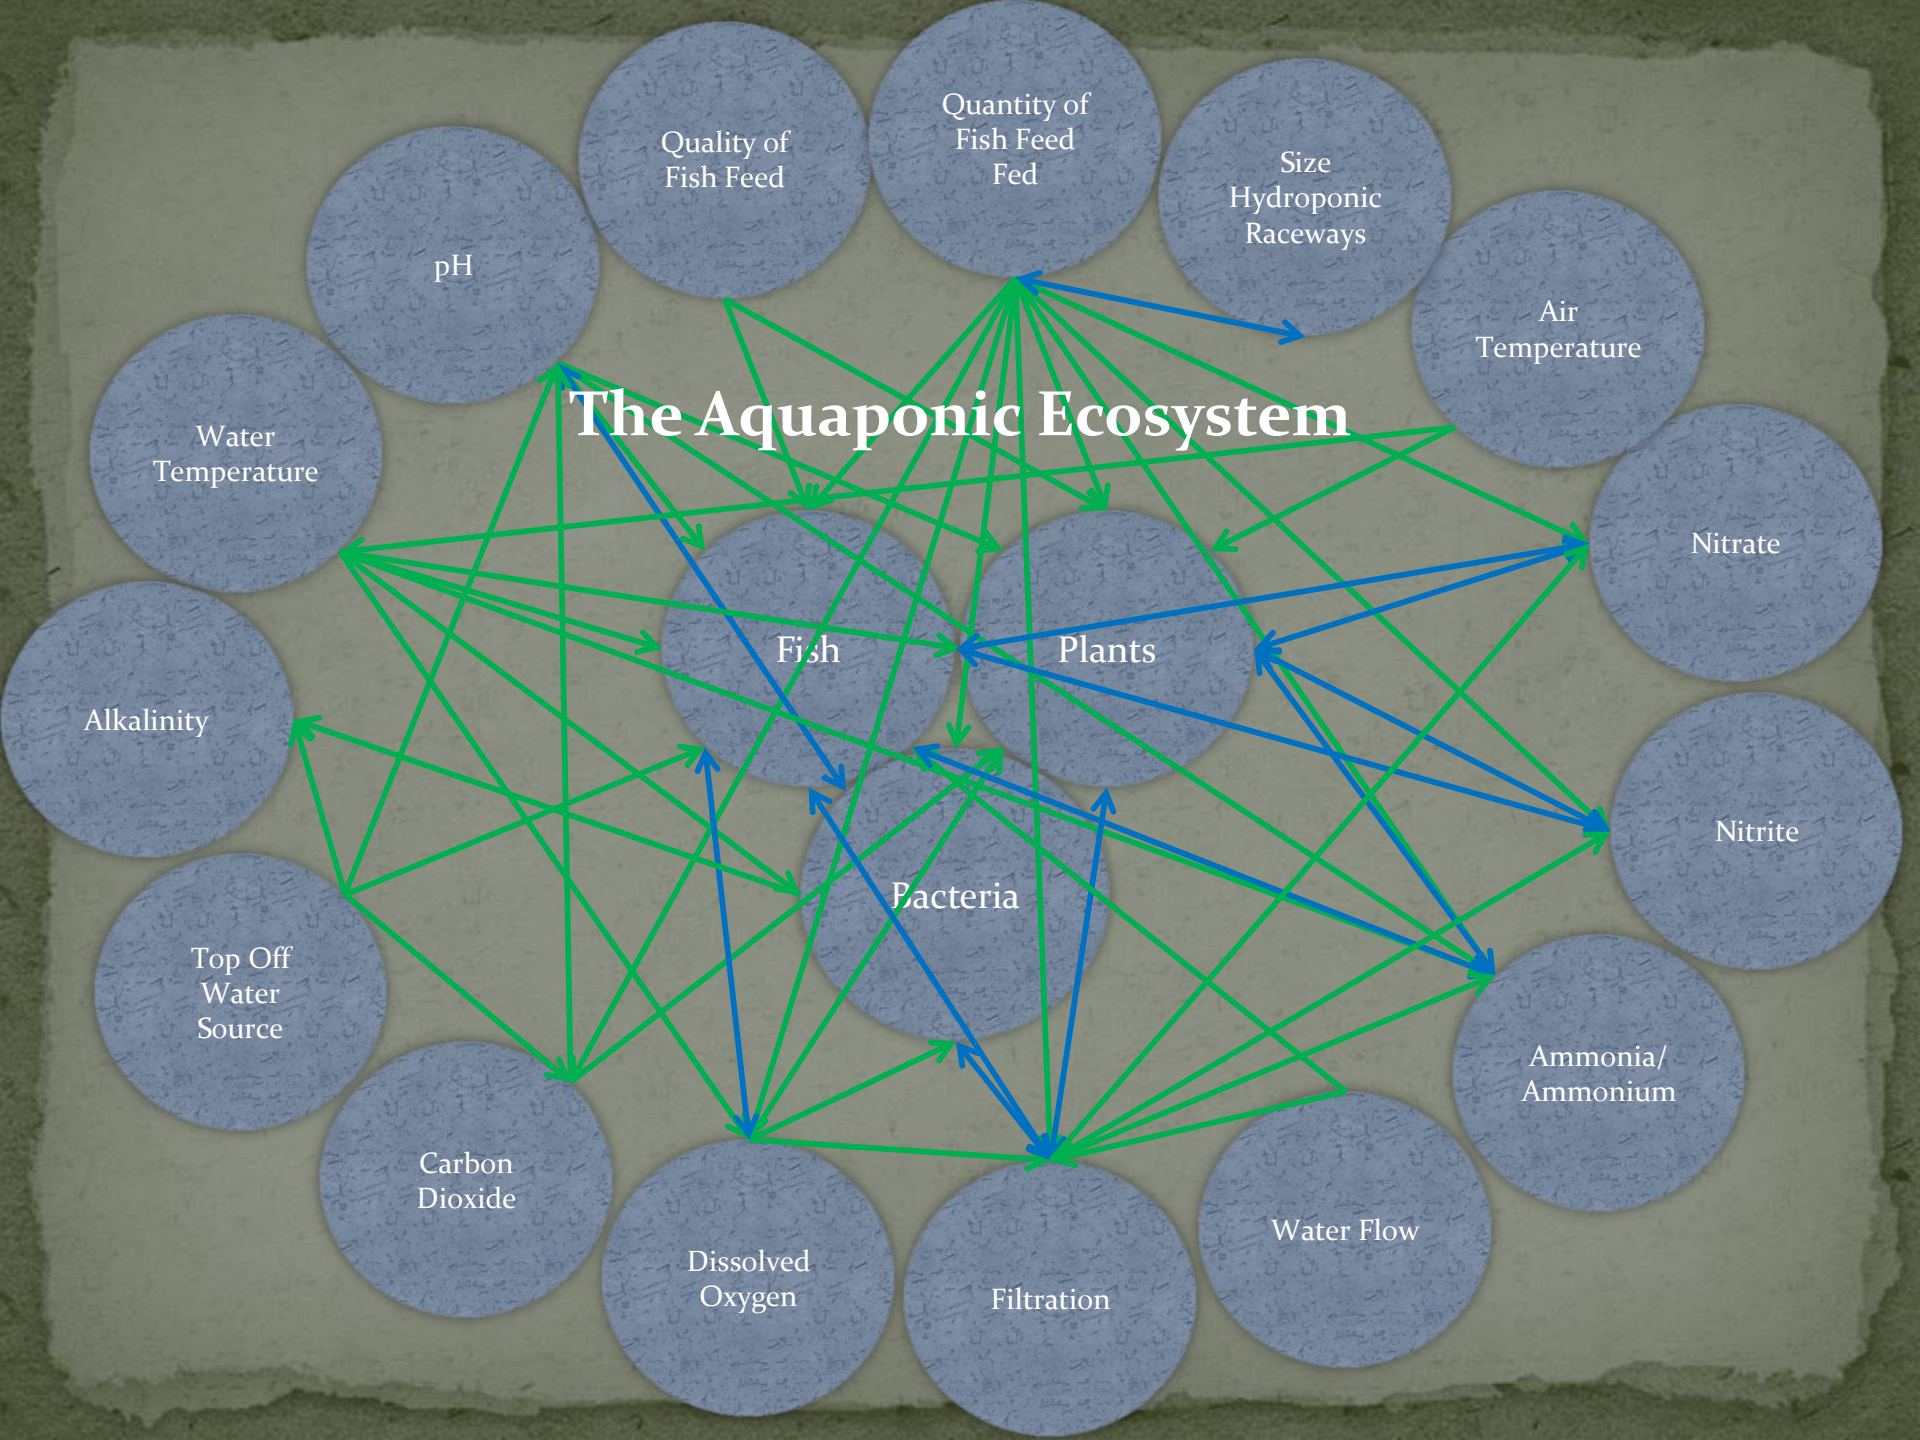 Quantity of
Fish Feed
Fed
Quality of
Fish Feed
Size
Hydroponic
Raceways
pH
Air
Temperature
The Aquaponic Ecosystem
Water
Temperature
Nitrate
Fish
Plants
Alkalinity
Nitrite
Bacteria
Top Off
Water
Source
Ammonia/
Ammonium
Carbon
Dioxide
Water Flow
Dissolved
Oxygen
Filtration